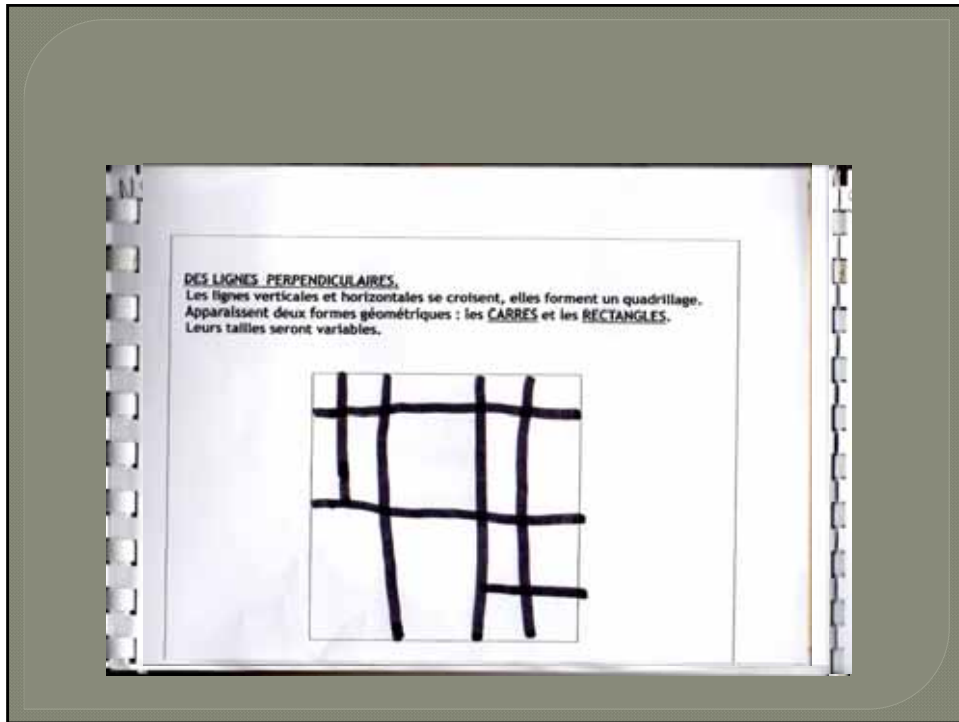 DES LIGNES PERPENDICULAIRES.
Les lignes verticales et horizontales se croisent, elles forment un quadrillage.
Apparaissent deux formes géométriques : les CARRES et les RECTANGLES.
Leurs tailles seront variables.